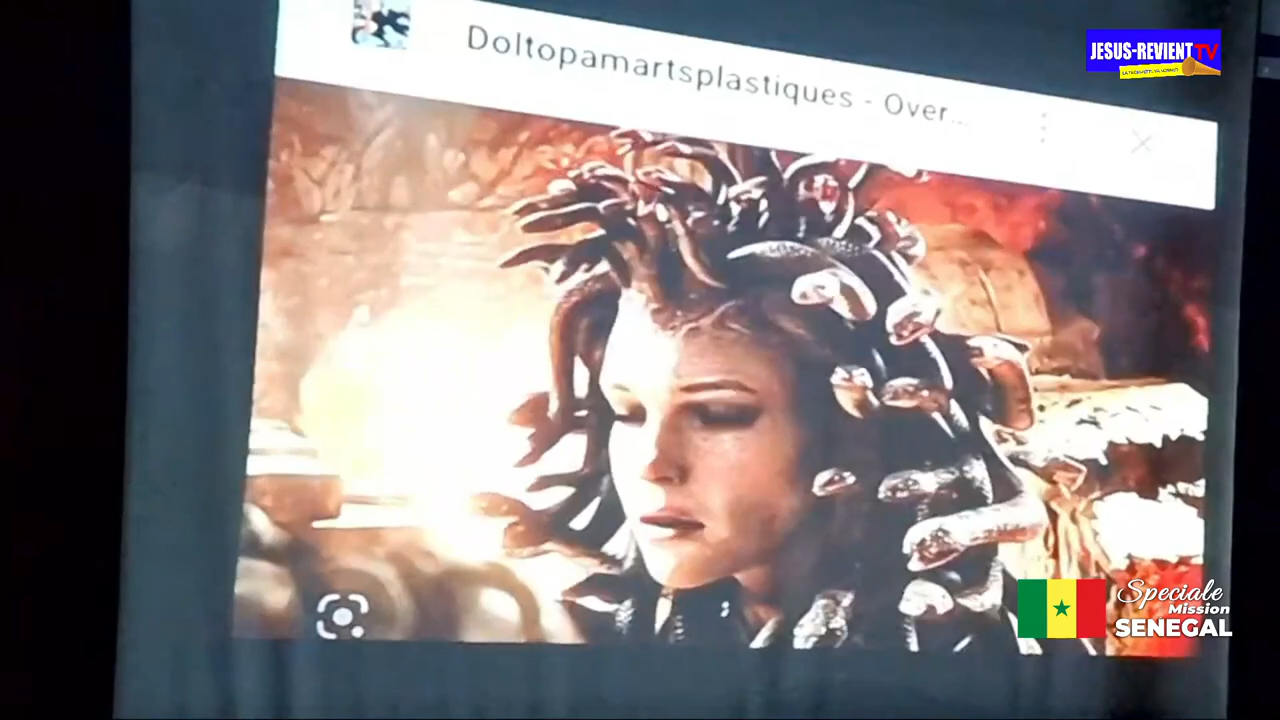 Doltopamartsplastiques - Over...
JESUS-REVIENT TV
Speciale
Mission
SENEGAL